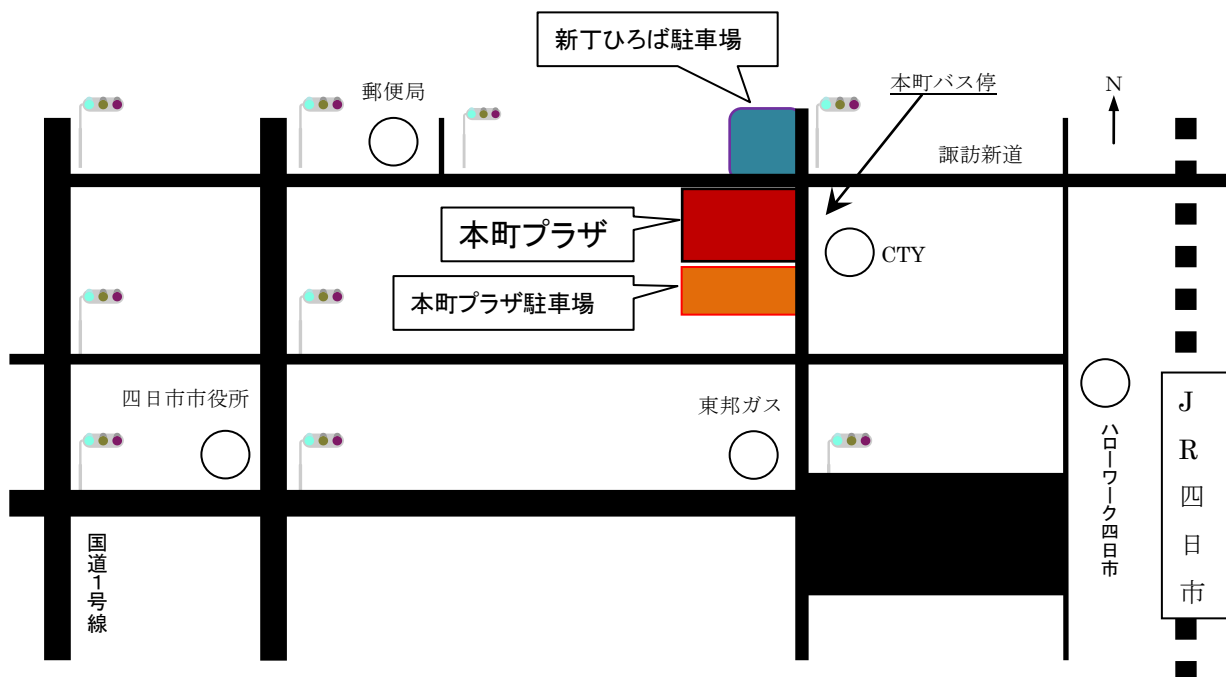 新丁ひろば駐車場
郵便局
本町バス停
N
諏訪新道
本町プラザ
CTY
本町プラザ駐車場
四日市市役所
東邦ガス
JR四日市
ハローワーク四日市
国道1号線